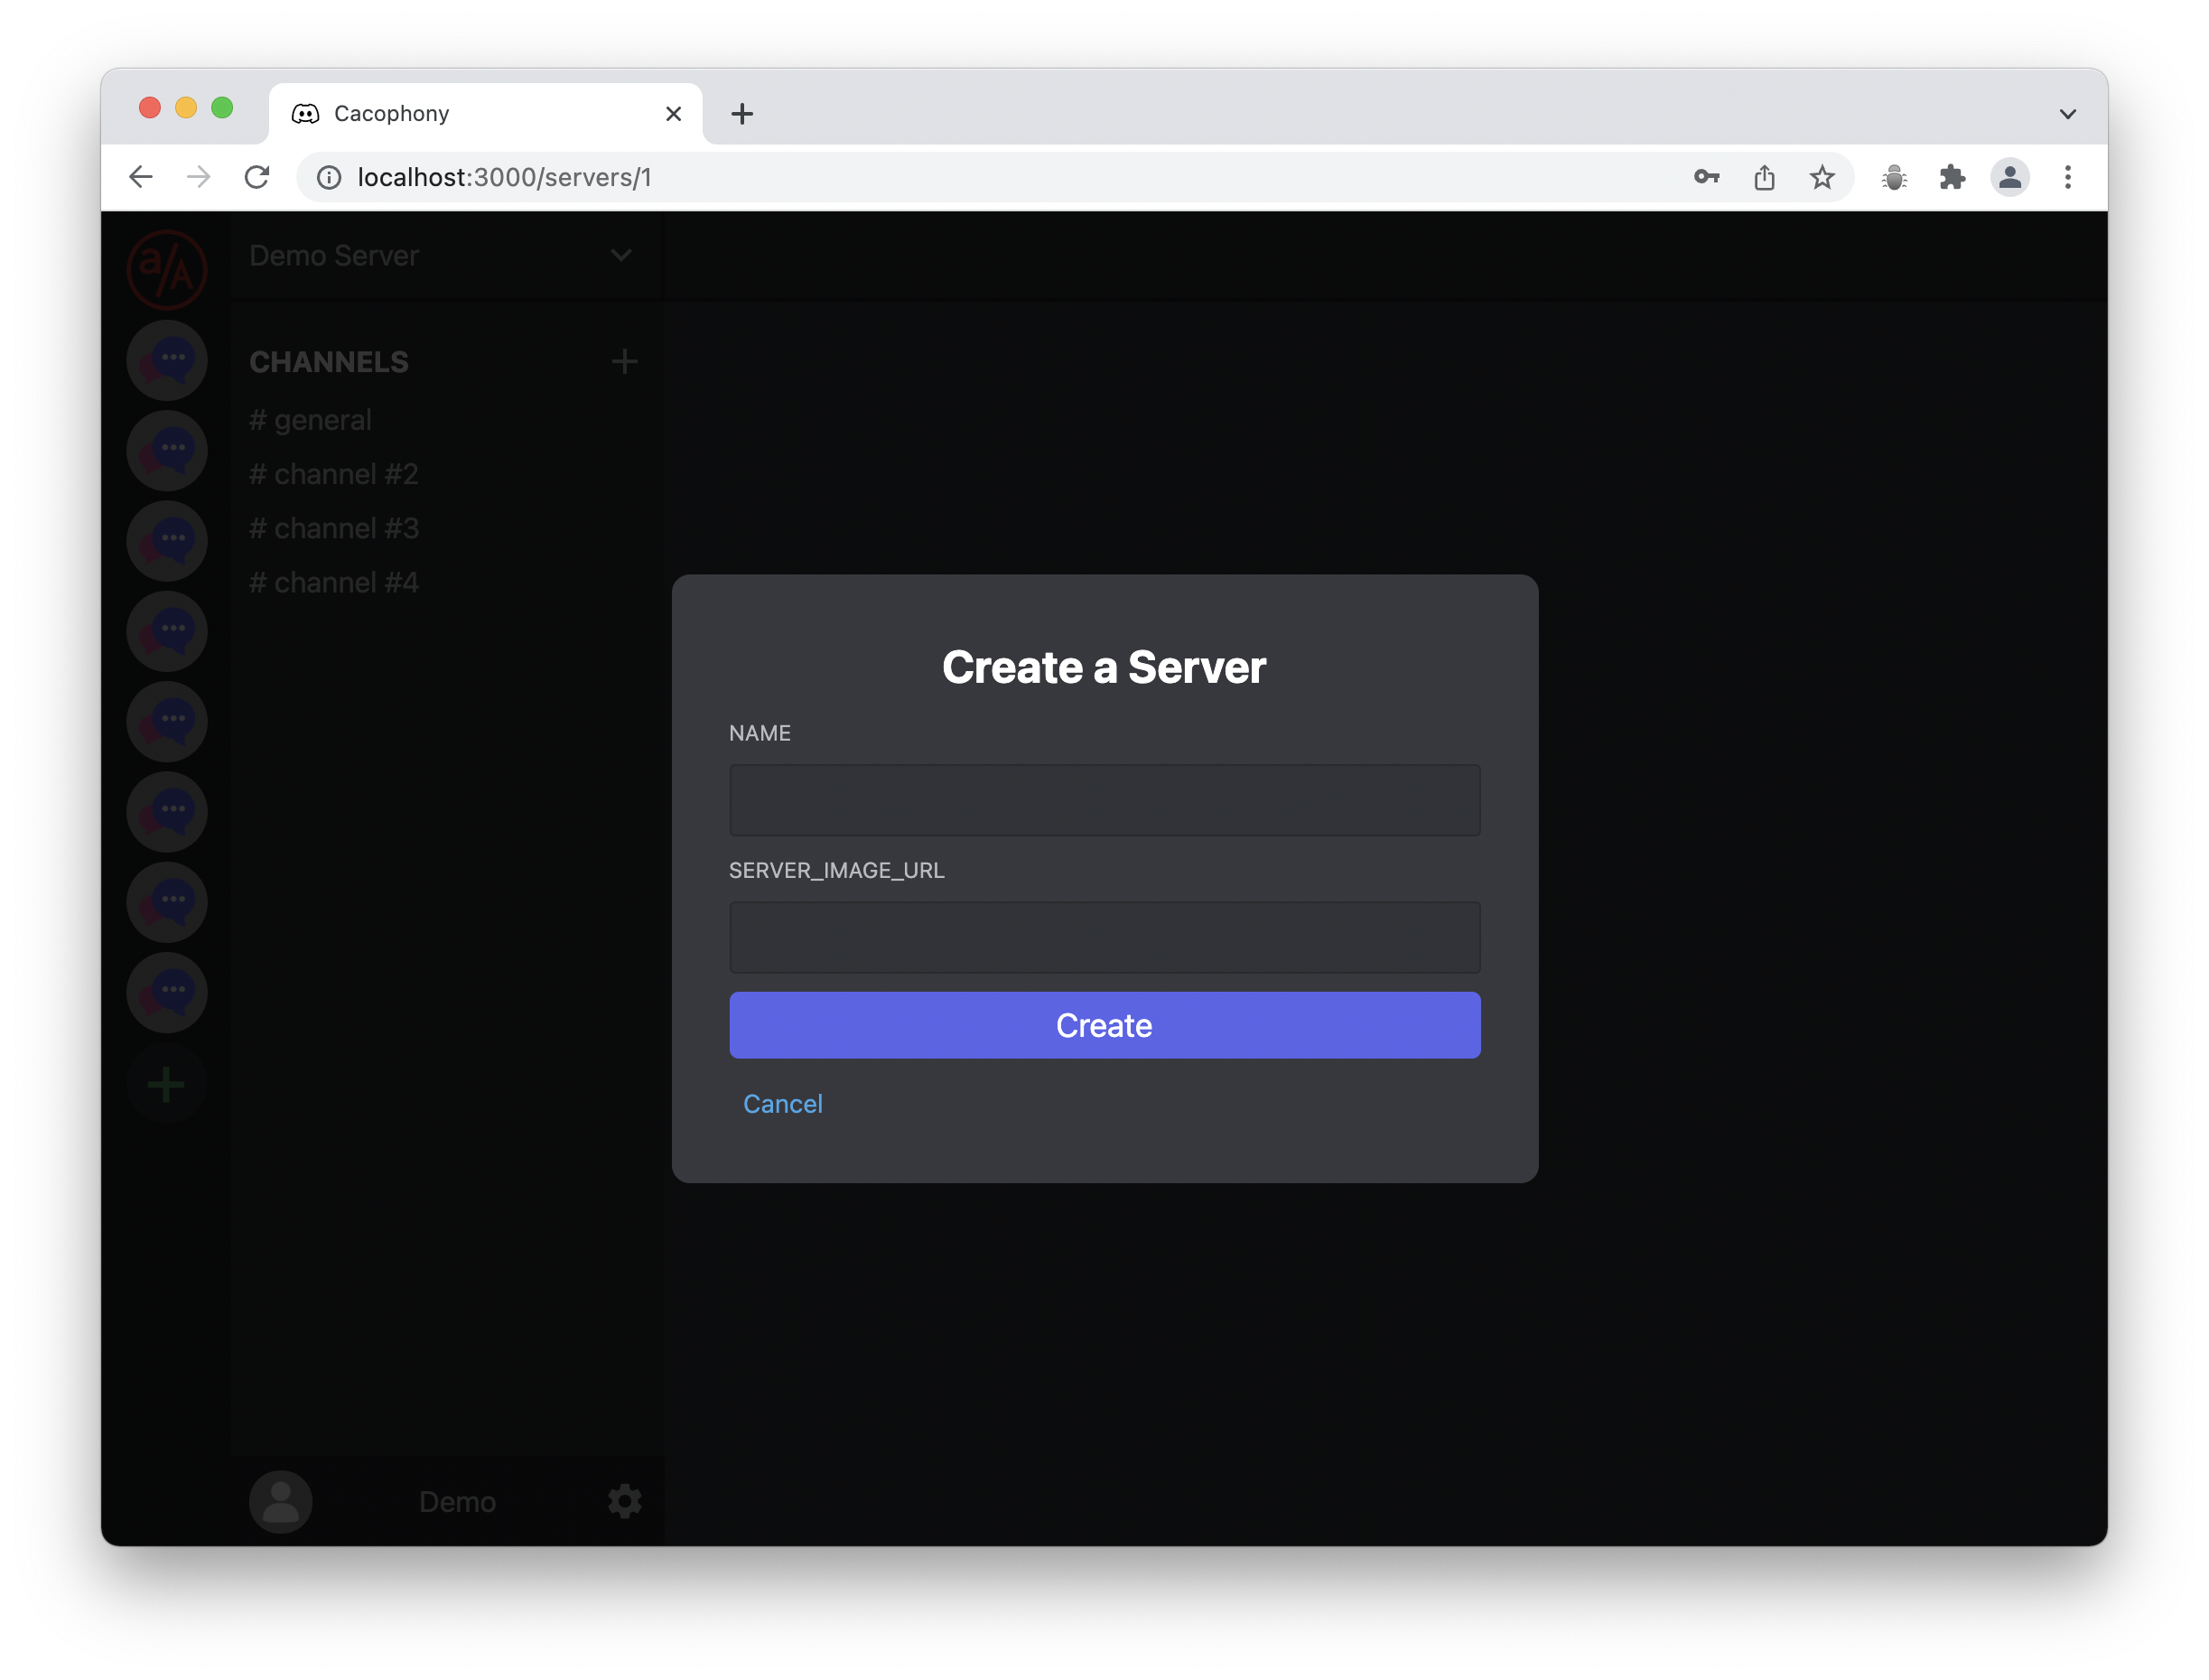 Cacophony
localhost:3000/servers/1
a/A
Demo Server
CHANNELS
# general
# channel #2
# channel #3
# channel #4
Create a Server
NAME
SERVER_IMAGE_URL
Create
Cancel
Demo